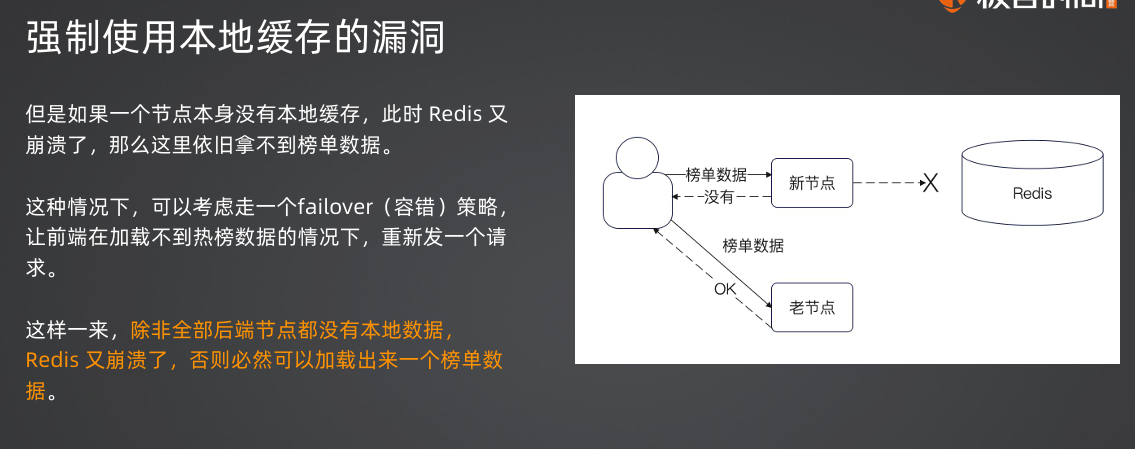 强制使用本地缓存的漏洞
但是如果一个节点本身没有本地缓存，此时 Redis 又
崩溃了，那么这里依旧拿不到榜单数据。
这种情况下，可以考虑走一个failover（容错）策略，
让前端在加载不到热榜数据的情况下，重新发一个请
求。
这样一来，除非全部后端节点都没有本地数据，
Redis 又崩溃了，否则必然可以加载出来一个榜单数
据。
榜单数据
没有
新节点
X
Redis
榜单数据
OK
老节点